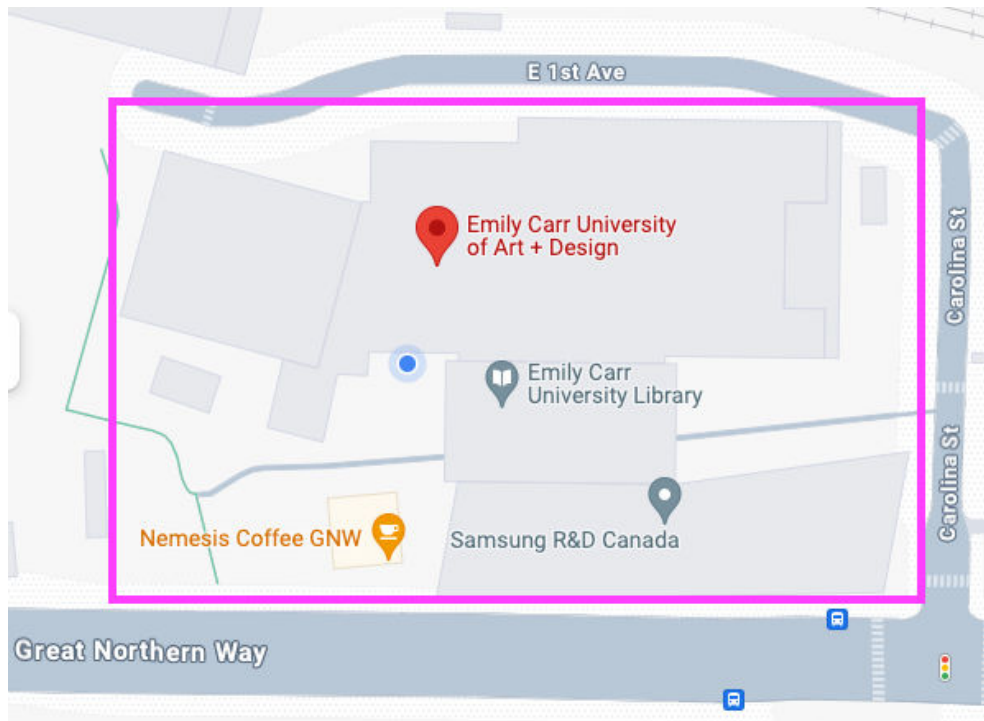 E 1st Ave
Emily Carr University
of Art + Design
Carolina St
Emily Carr
University Library
Carolina St
Nemesis Coffee GNW
Samsung R&D Canada
Great Northern Way